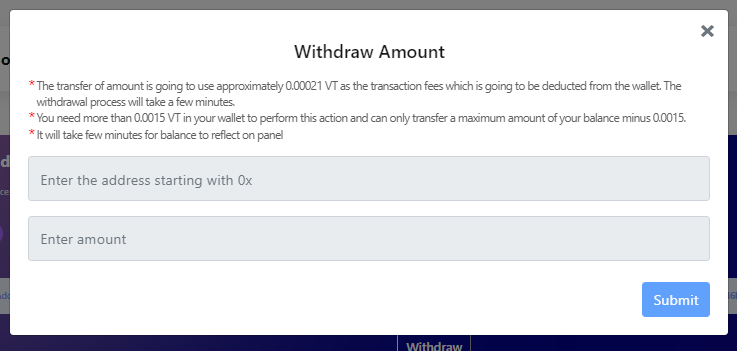 Withdraw Amount
*The transfer of amount is going to use approximately 0.00021 VT as the transaction fees which is going to be deducted from the wallet. The
withdrawal process will take a few minutes.
*You need more than 0.0015 VT in your wallet to perform this action and can only transfer a maximum amount of your balance minus 0.0015.
*It will take few minutes for balance to reflect on panel
Enter the address starting with 0x
Enter amount
Submit
Withdraw